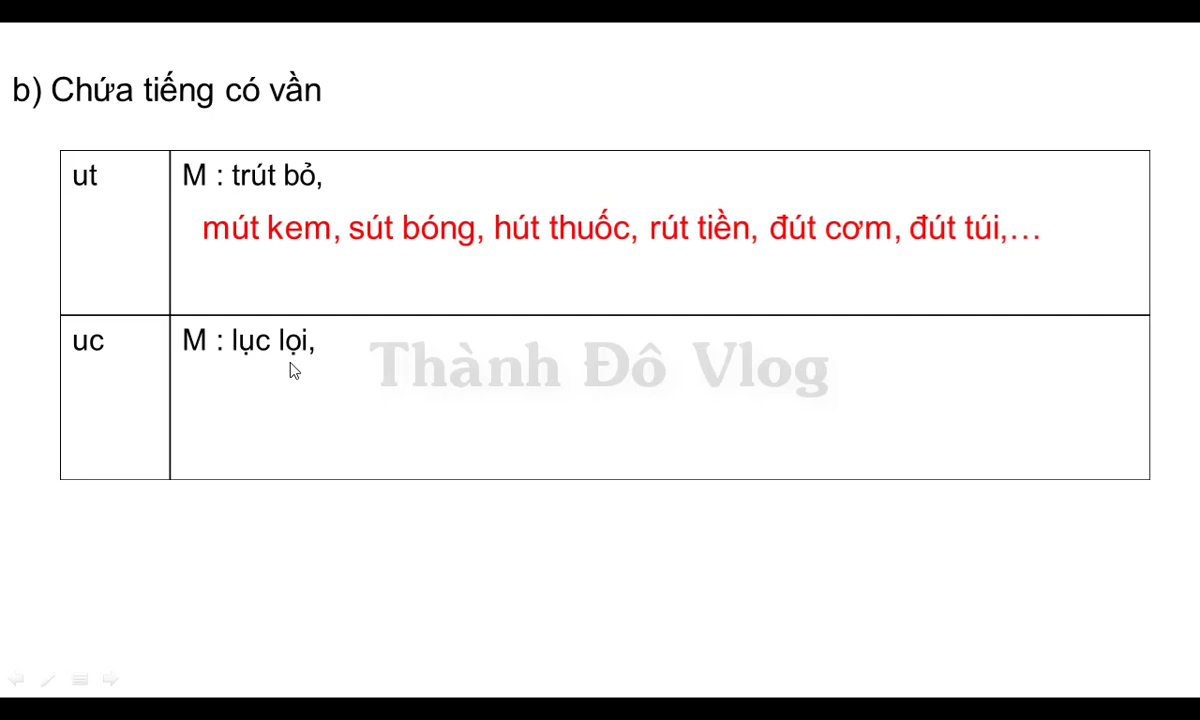 b) Chứa tiếng có vần
ut
M : trút bỏ,
mút kem, sút bóng, hút thuốc, rút tiền, đút cơm, đút túi,…
uc
M : lục lọi,
Thành Đô Vlog